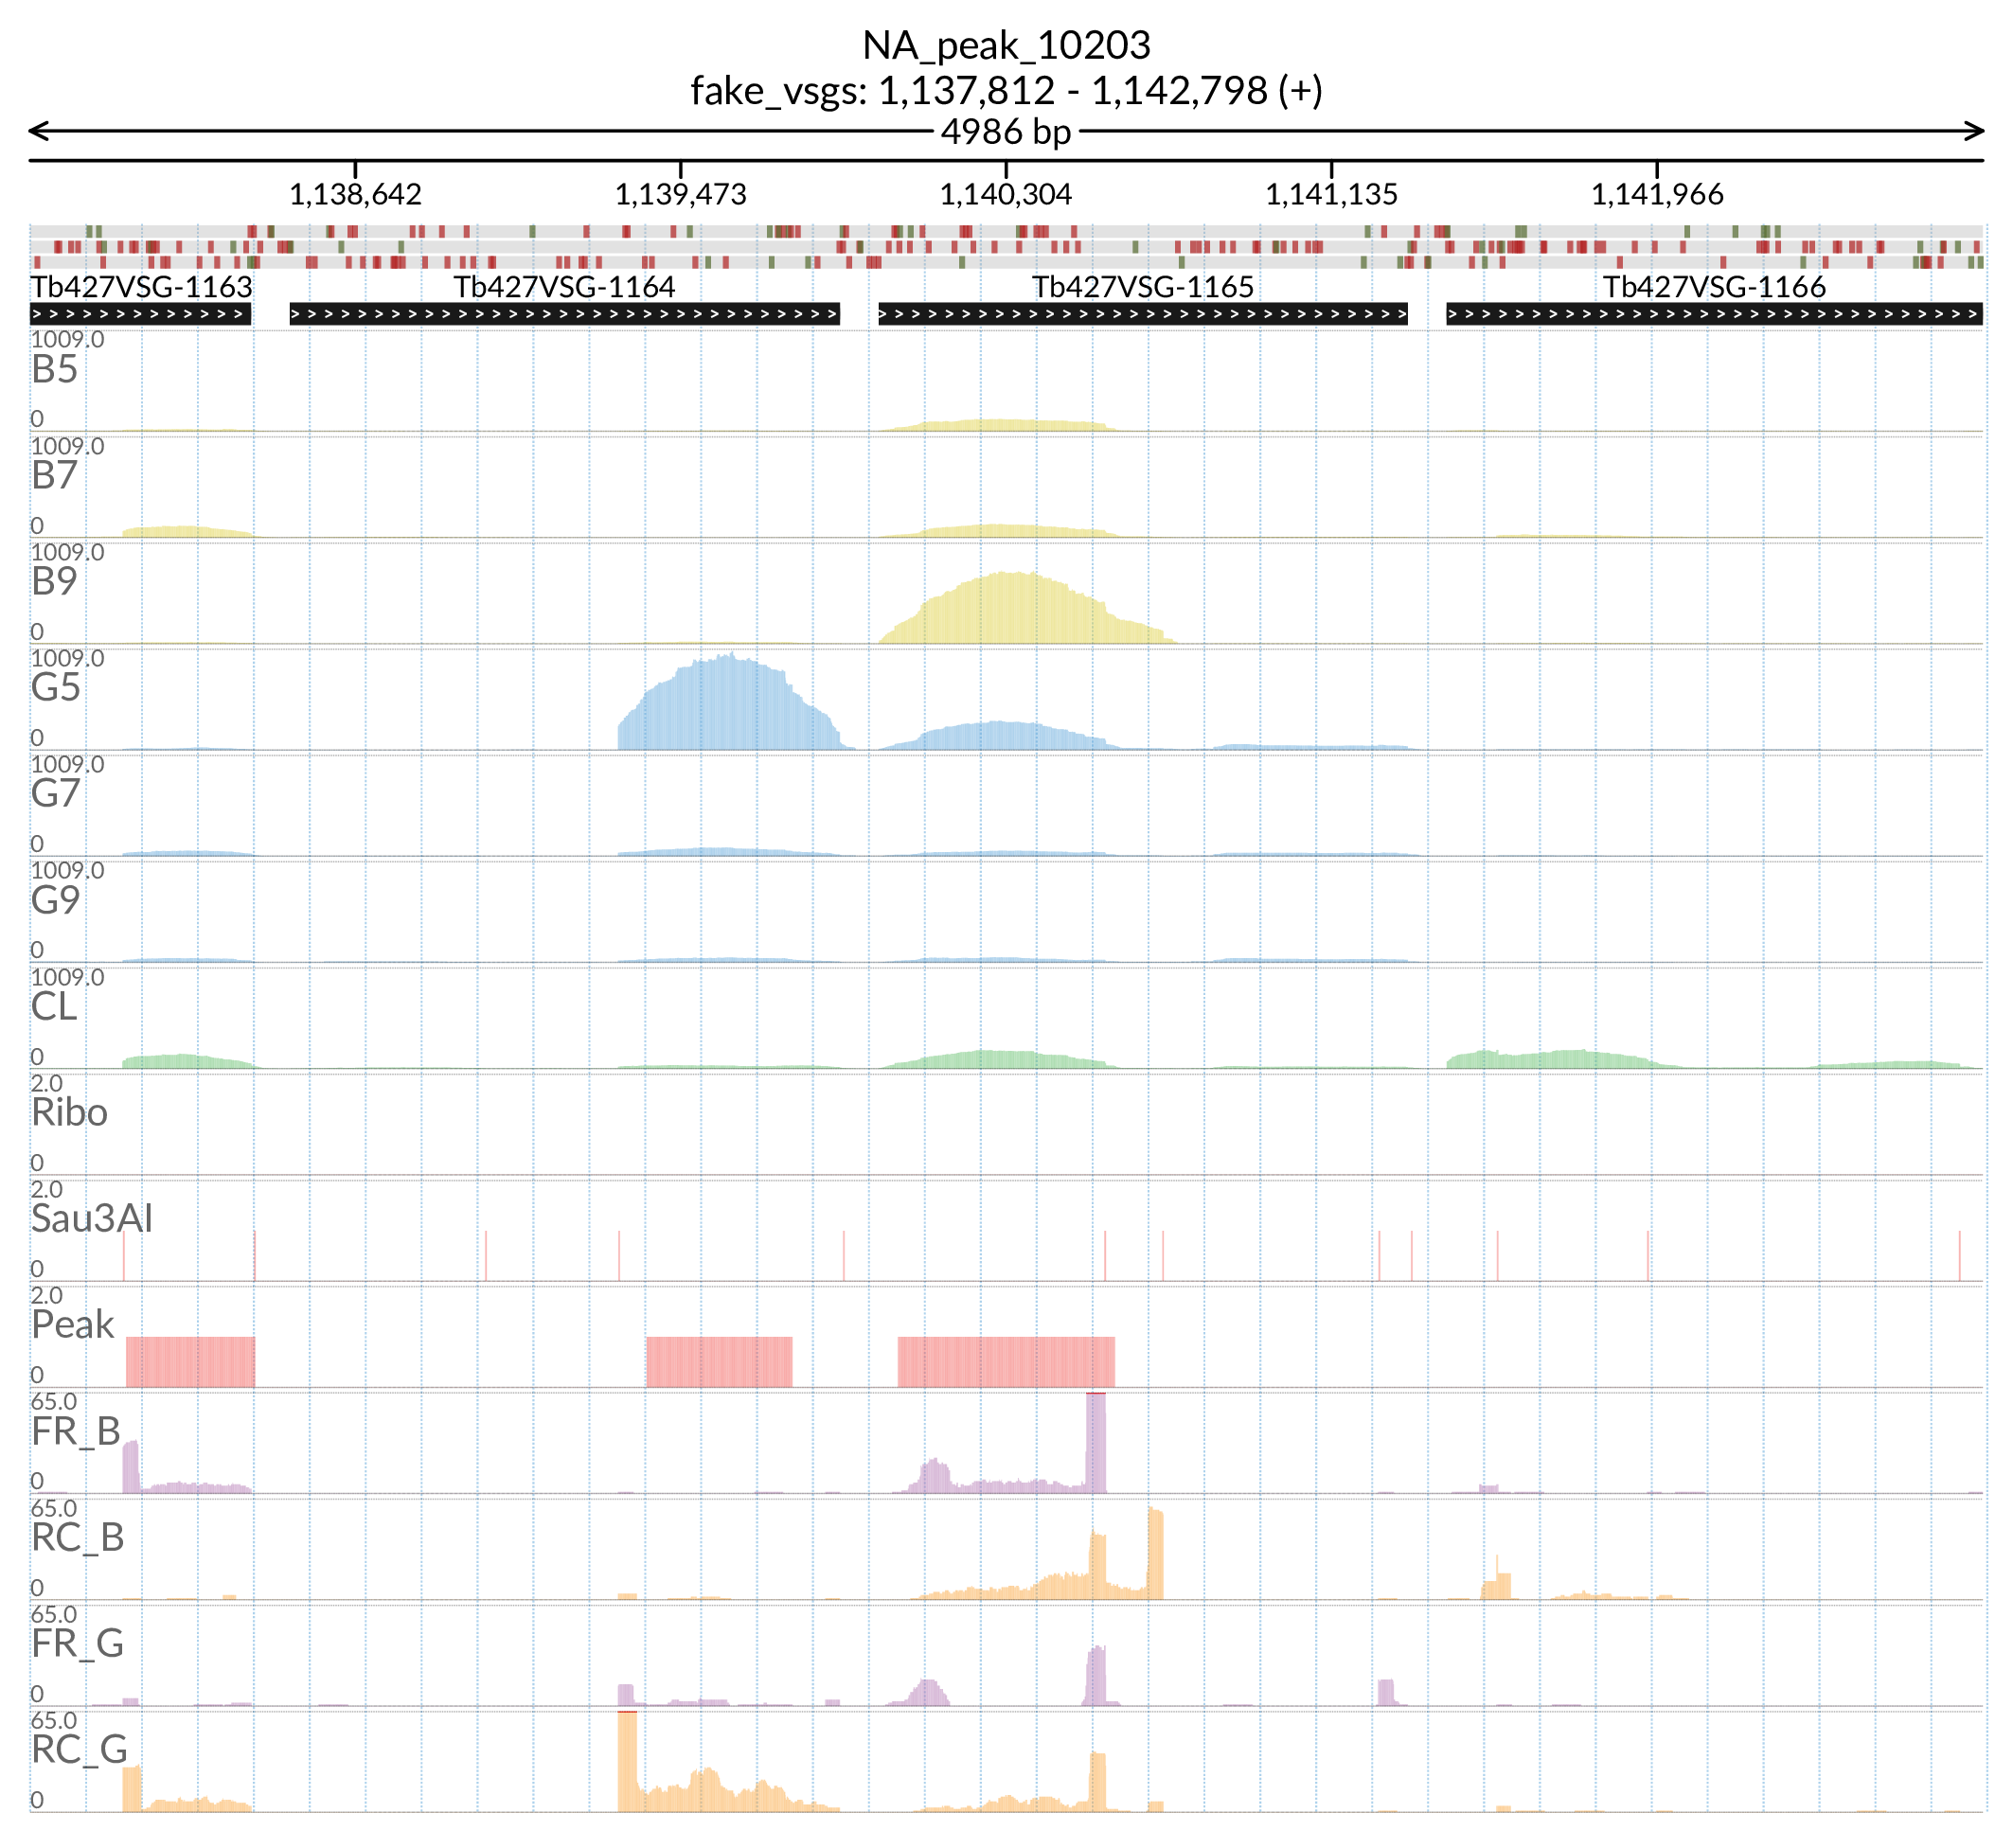 NA_peak_10203
fake_vsgs: 1,137,812 - 1,142,798 (+)
4986 bp
1,138,642 1,139,473 1,140,304 1,141,135 1,141,966
Tb427VSG-1163 Tb427VSG-1164 Tb427VSG-1165 Tb427VSG-1166
1009.0
B5
0
1009.0
B7
0
1009.0
B9
0
1009.0
G5
0
1009.0
G7
0
1009.0
G9
0
1009.0
CL
0
2.0
Ribo
0
2.0
Sau3AI
0
2.0
Peak
0
65.0
FR_B
0
65.0
RC_B
0
65.0
FR_G
0
65.0
RC_G
0